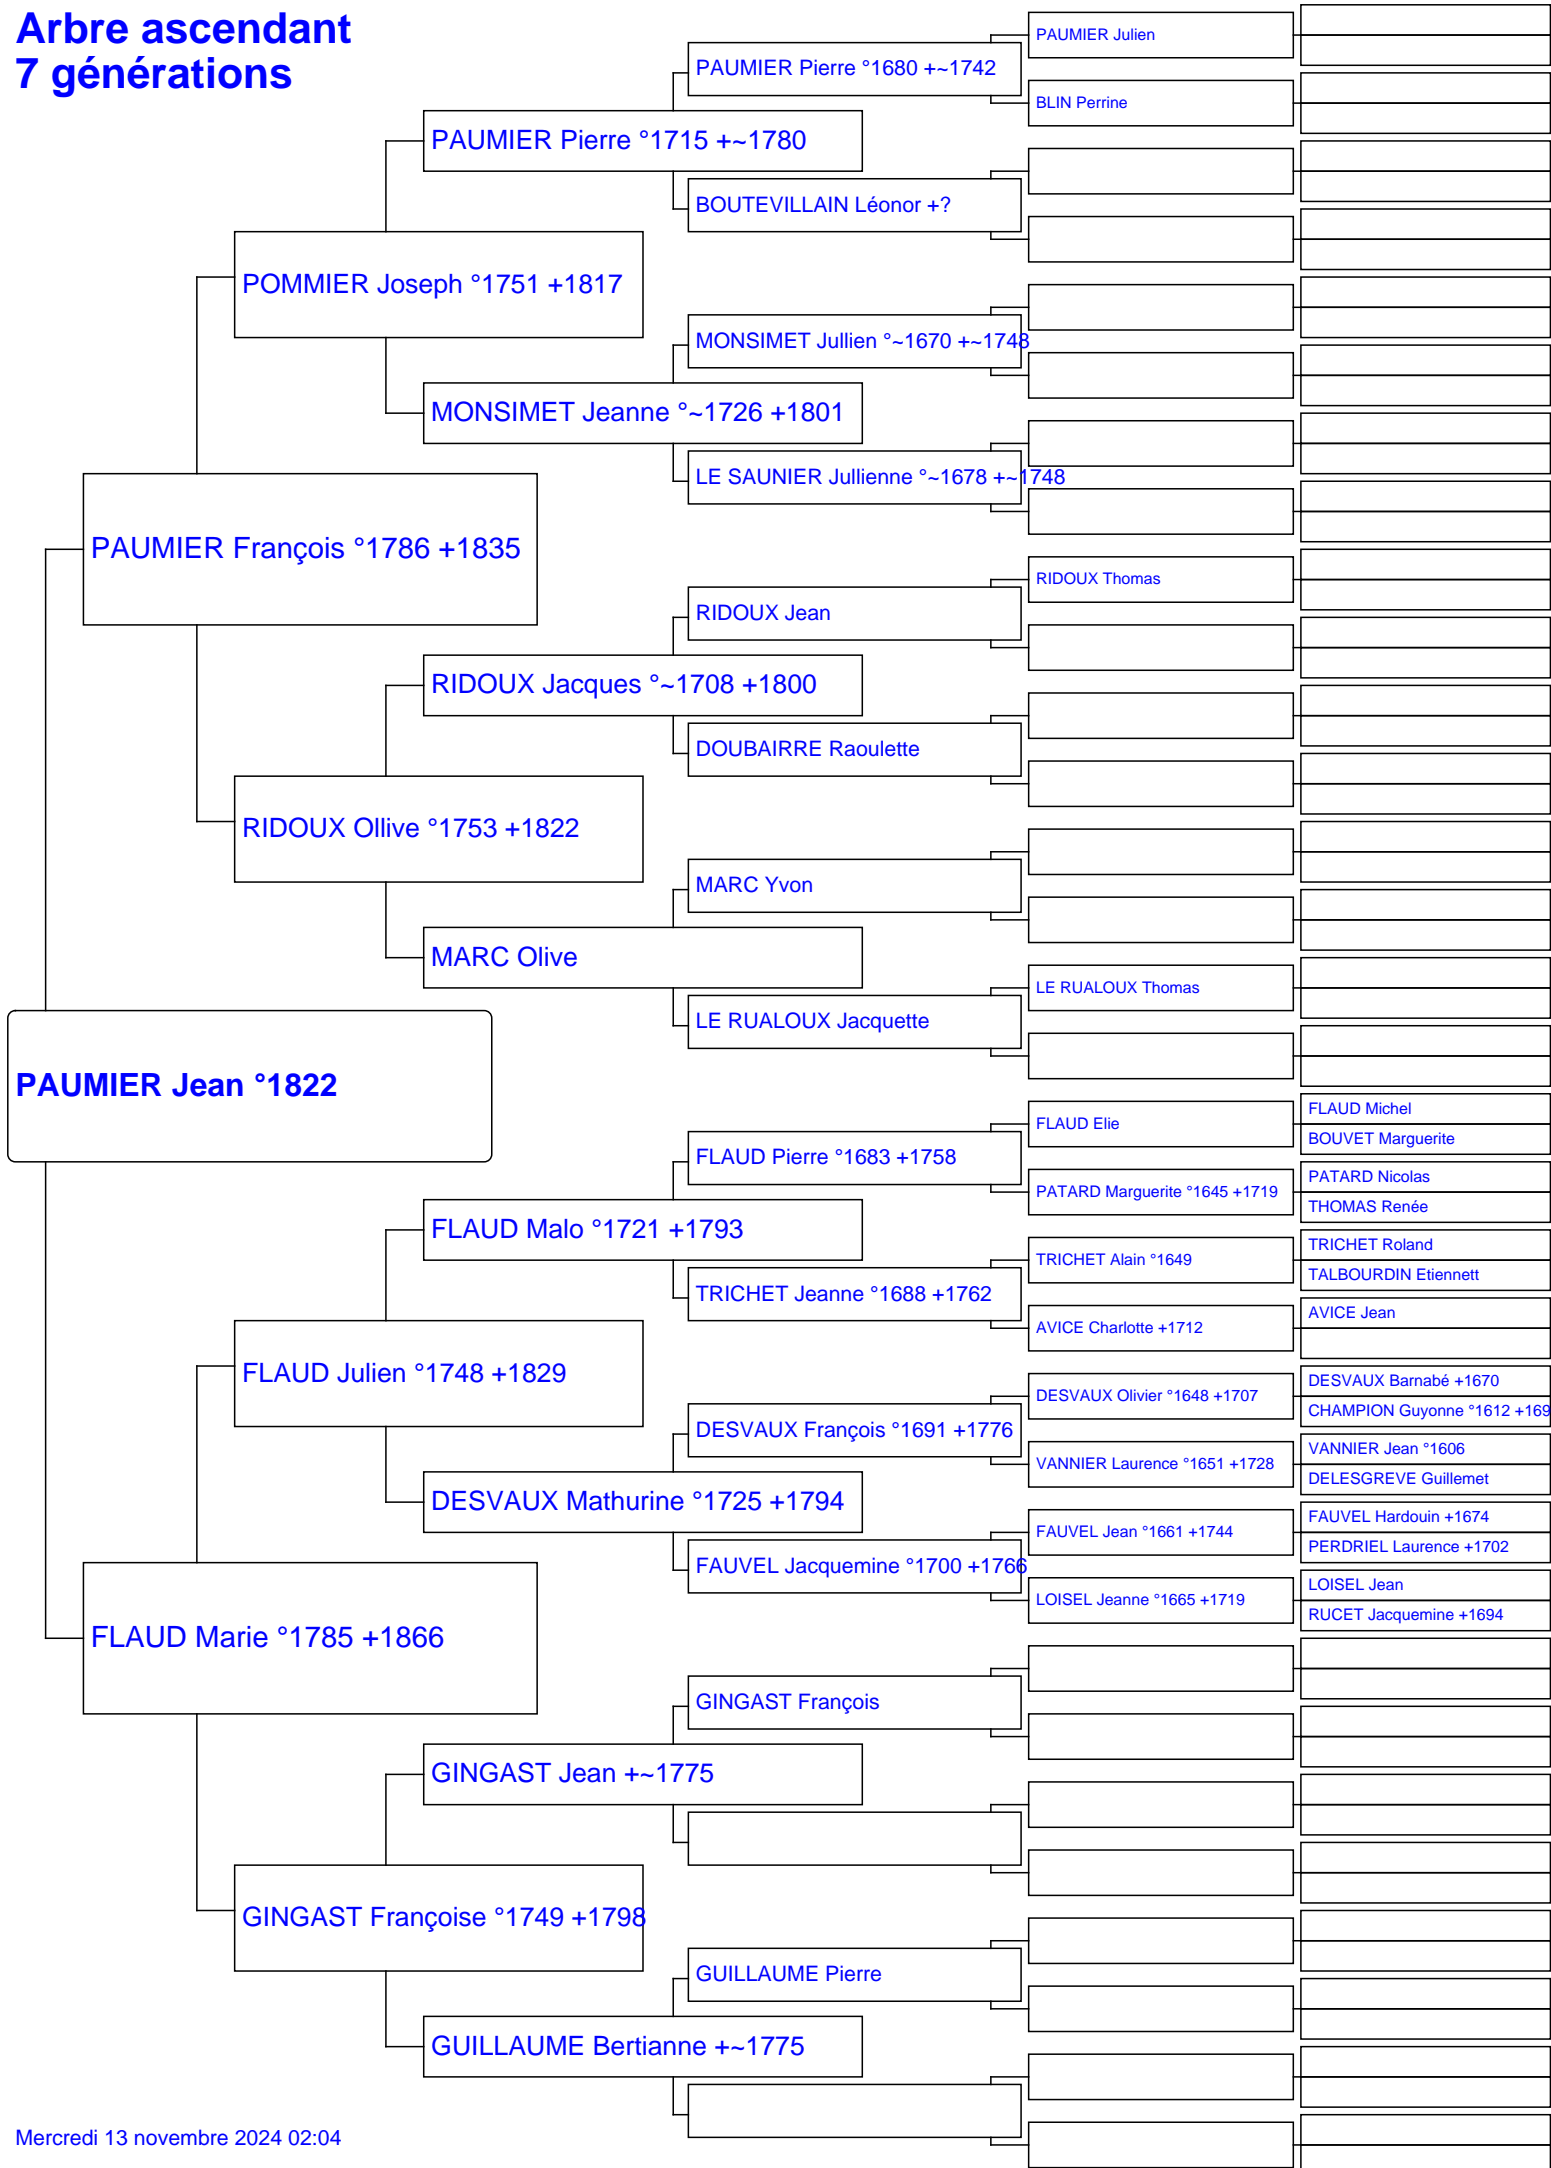 Arbre ascendant
7 générations
PAUMIER Julien
PAUMIER Pierre °1680 +~1742
BLIN Perrine
PAUMIER Pierre °1715 +~1780
BOUTEVILLAIN Léonor +?
POMMIER Joseph °1751 +1817
MONSIMET Jullien °~1670 +~1748
MONSIMET Jeanne °~1726 +1801
LE SAUNIER Jullienne °~1678 +~1748
PAUMIER François °1786 +1835
RIDOUX Thomas
RIDOUX Jean
RIDOUX Jacques °~1708 +1800
DOUBAIRRE Raoulette
RIDOUX Ollive °1753 +1822
MARC Yvon
MARC Olive
LE RUALOUX Thomas
LE RUALOUX Jacquette
PAUMIER Jean °1822
FLAUD Michel
FLAUD Elie
BOUVET Marguerite
FLAUD Pierre °1683 +1758
PATARD Nicolas
PATARD Marguerite °1645 +1719
THOMAS Renée
FLAUD Malo °1721 +1793
TRICHET Roland
TRICHET Alain °1649
TALBOURDIN Etiennett
TRICHET Jeanne °1688 +1762
AVICE Jean
AVICE Charlotte +1712
FLAUD Julien °1748 +1829
DESVAUX Barnabé +1670
DESVAUX Olivier °1648 +1707
CHAMPION Guyonne °1612 +169
DESVAUX François °1691 +1776
VANNIER Jean °1606
VANNIER Laurence °1651 +1728
DELESGREVE Guillemet
DESVAUX Mathurine °1725 +1794
FAUVEL Hardouin +1674
FAUVEL Jean °1661 +1744
PERDRIEL Laurence +1702
FAUVEL Jacquemine °1700 +1766
LOISEL Jean
LOISEL Jeanne °1665 +1719
RUCET Jacquemine +1694
FLAUD Marie °1785 +1866
GINGAST François
GINGAST Jean +~1775
GINGAST Françoise °1749 +1798
GUILLAUME Pierre
GUILLAUME Bertianne +~1775
Mercredi 13 novembre 2024 02:04